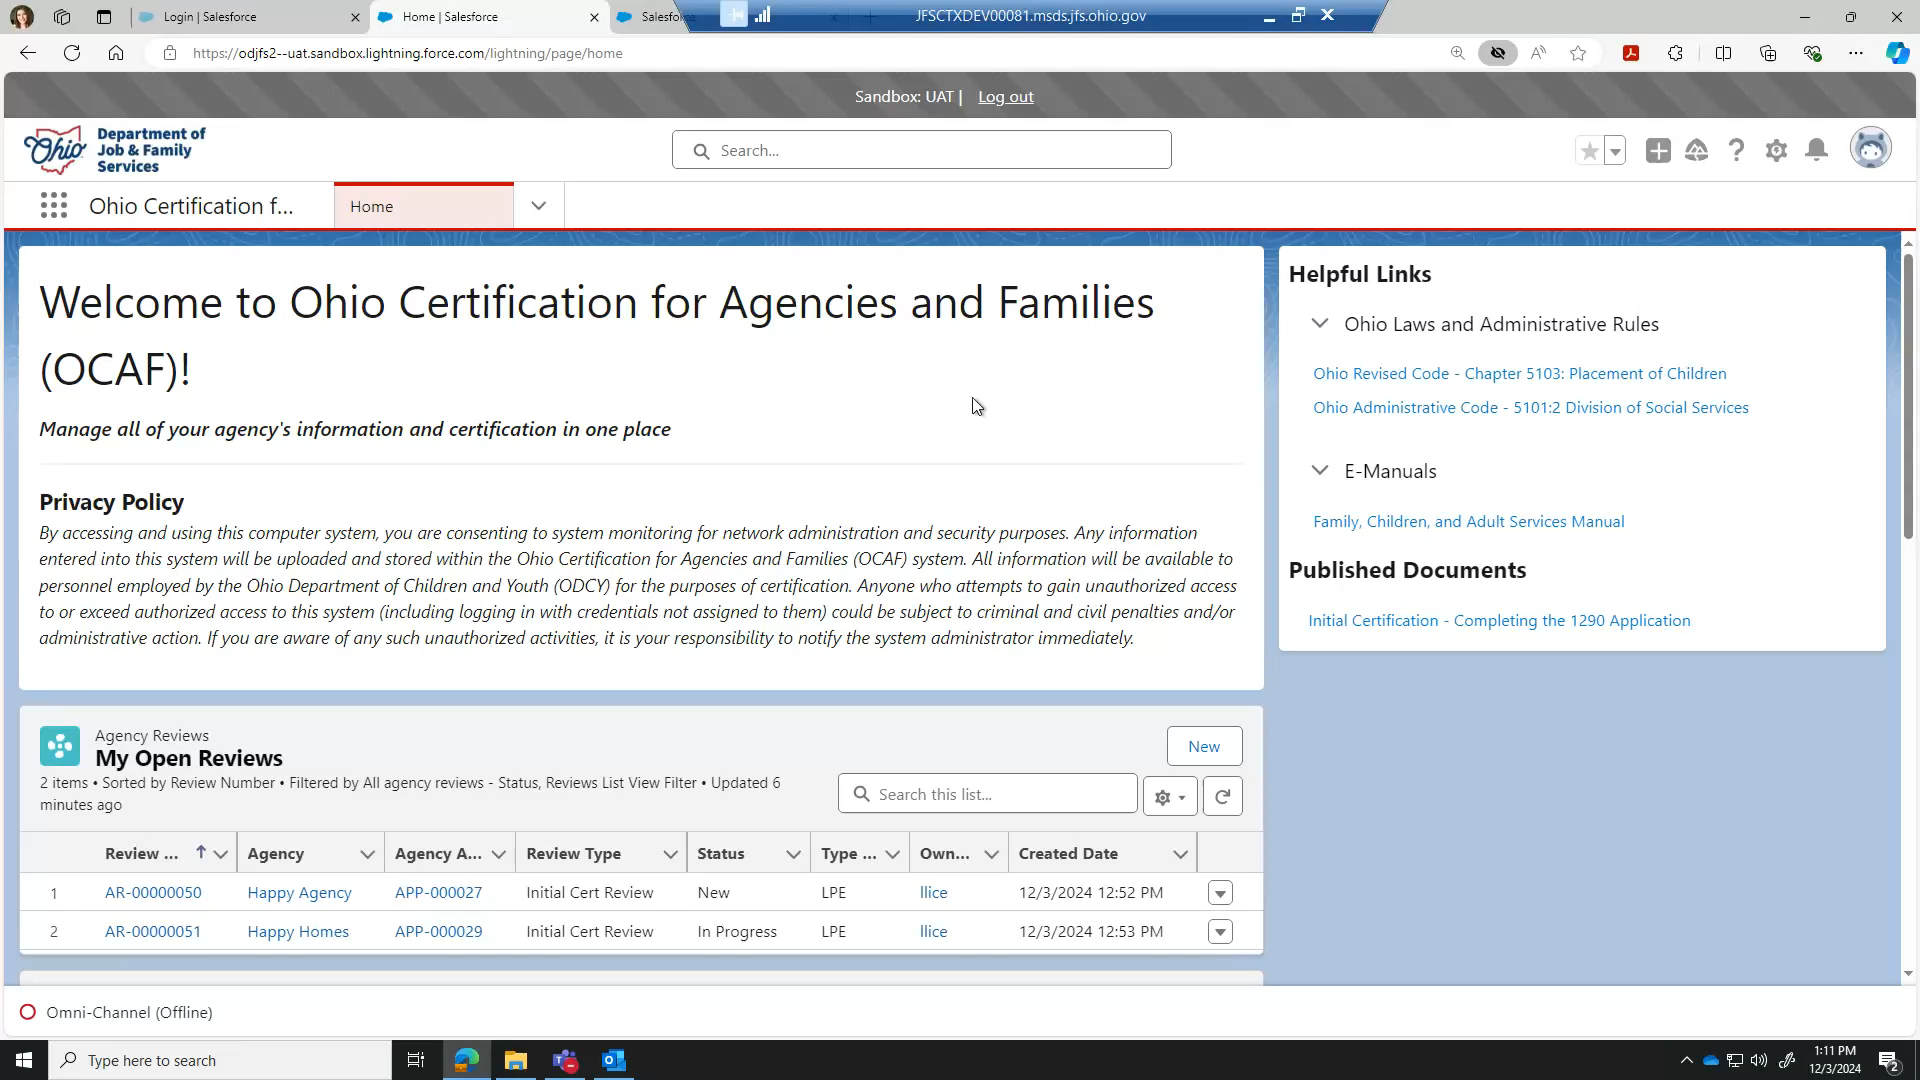 Login | Salesforce
Home | Salesforce
JFSCTXDEV00081.msds.jfs.ohio.gov
https://odjfs2--uat.sandbox.lightning.force.com/lightning/page/home
Sandbox: UAT | Log out
Ohio
Department of
Job & Family
Services
Search...
Ohio Certification f...
Home
Welcome to Ohio Certification for Agencies and Families
(OCAF)!
Manage all of your agency's information and certification in one place
Privacy Policy
By accessing and using this computer system, you are consenting to system monitoring for network administration and security purposes. Any information
entered into this system will be uploaded and stored within the Ohio Certification for Agencies and Families (OCAF) system. All information will be available to
personnel employed by the Ohio Department of Children and Youth (ODCY) for the purposes of certification. Anyone who attempts to gain unauthorized access
to or exceed authorized access to this system (including logging in with credentials not assigned to them) could be subject to criminal and civil penalties and/or
administrative action. If you are aware of any such unauthorized activities, it is your responsibility to notify the system administrator immediately.
Helpful Links
Ohio Laws and Administrative Rules
Ohio Revised Code - Chapter 5103: Placement of Children
Ohio Administrative Code - 5101:2 Division of Social Services
E-Manuals
Family, Children, and Adult Services Manual
Published Documents
Initial Certification - Completing the 1290 Application
Agency Reviews
My Open Reviews
New
2 items • Sorted by Review Number • Filtered by All agency reviews - Status, Reviews List View Filter • Updated 6
minutes ago
Search this list...
Review ... Agency Agency A... Review Type Status Type ... Own... Created Date
1 AR-00000050 Happy Agency APP-000027 Initial Cert Review New LPE llice 12/3/2024 12:52 PM
2 AR-00000051 Happy Homes APP-000029 Initial Cert Review In Progress LPE llice 12/3/2024 12:53 PM
Omni-Channel (Offline)
Type here to search
1:11 PM
12/3/2024
2